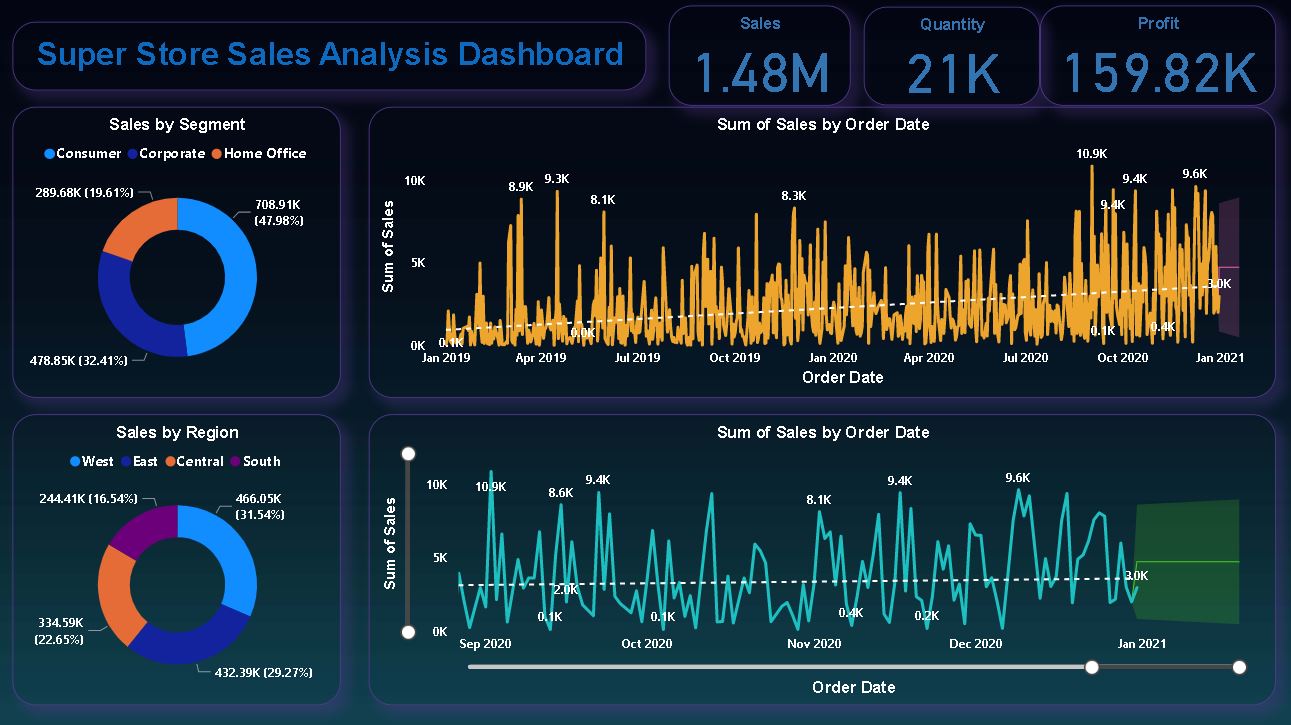 Super Store Sales Analysis Dashboard
Sales
1.48M
Quantity
21K
Profit
159.82K
Sales by Segment
Consumer Corporate Home Office
289.68K (19.61%)
708.91K
(47.98%)
478.85K (32.41%)
Sum of Sales by Order Date
Sum of Sales
10K
5K
0K
8.9K
9.3K
8.1K
8.3K
10.9K
9.4K
9.4K
9.6K
0.1K
0.0K
0.1K
0.4K
3.0K
Jan 2019 Apr 2019 Jul 2019 Oct 2019 Jan 2020 Apr 2020 Jul 2020 Oct 2020 Jan 2021
Order Date
Sales by Region
West East Central South
244.41K (16.54%)
466.05K
(31.54%)
334.59K
(22.65%)
432.39K (29.27%)
Sum of Sales by Order Date
Sum of Sales
10K
5K
0K
10.9K
8.6K
9.4K
8.1K
9.4K
9.6K
2.0K
0.1K
0.1K
0.4K
0.2K
3.0K
Sep 2020 Oct 2020 Nov 2020 Dec 2020 Jan 2021
Order Date